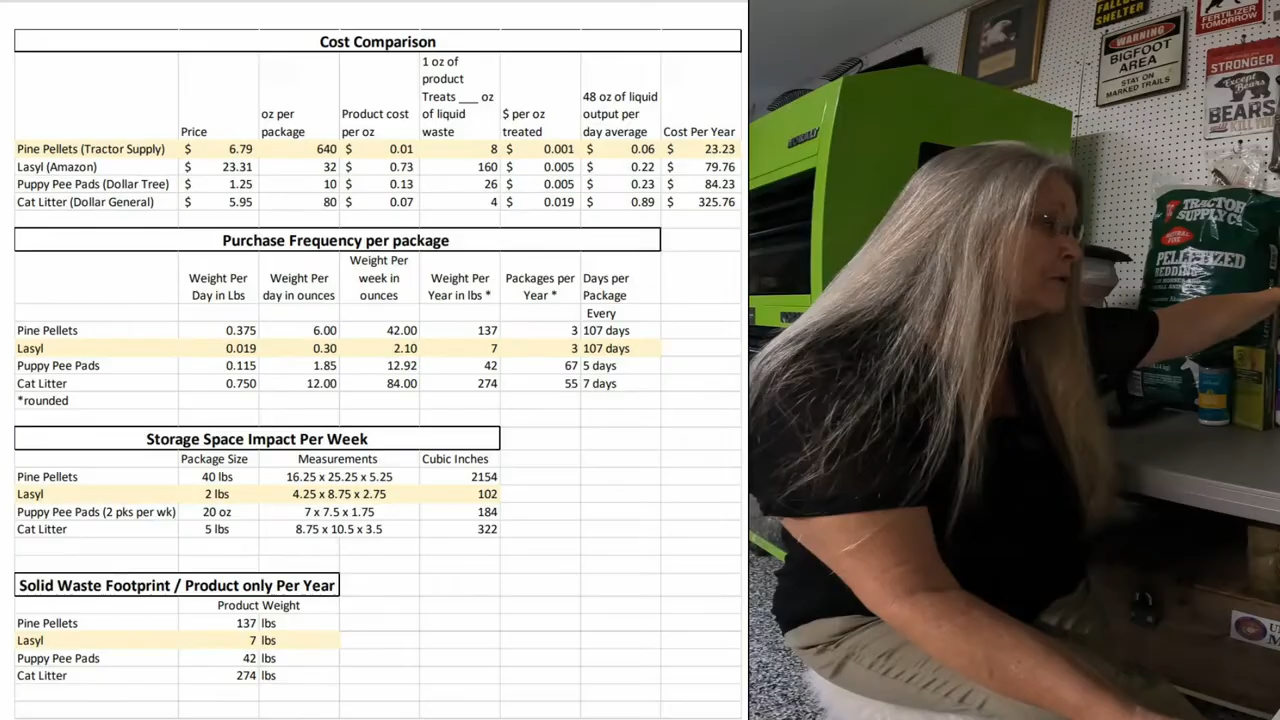 Cost Comparison
Price oz per package Product cost per oz 1 oz of product Treats ___ oz of liquid waste $ per oz treated 48 oz of liquid output per day average Cost Per Year
Pine Pellets (Tractor Supply) $ 6.79 640 $ 0.01 8 $ 0.001 $ 0.06 $ 23.23
Lasyl (Amazon) $ 23.31 32 $ 0.73 160 $ 0.005 $ 0.22 $ 79.76
Puppy Pee Pads (Dollar Tree) $ 1.25 10 $ 0.13 26 $ 0.005 $ 0.23 $ 84.23
Cat Litter (Dollar General) $ 5.95 80 $ 0.07 4 $ 0.019 $ 0.89 $ 325.76
Purchase Frequency per package
Weight Per Day in Lbs Weight Per day in ounces Weight Per week in ounces Weight Per Year in lbs * Packages per Year * Days per Package
Every
Pine Pellets 0.375 6.00 42.00 137 3 107 days
Lasyl 0.019 0.30 2.10 7 3 107 days
Puppy Pee Pads 0.115 1.85 12.92 42 67 5 days
Cat Litter 0.750 12.00 84.00 274 55 7 days
*rounded
Storage Space Impact Per Week
Package Size Measurements Cubic Inches
Pine Pellets 40 lbs 16.25 x 25.25 x 5.25 2154
Lasyl 2 lbs 4.25 x 8.75 x 2.75 102
Puppy Pee Pads (2 pks per wk) 20 oz 7 x 7.5 x 1.75 184
Cat Litter 5 lbs 8.75 x 10.5 x 3.5 322
Solid Waste Footprint / Product only Per Year
Product Weight
Pine Pellets 137 lbs
Lasyl 7 lbs
Puppy Pee Pads 42 lbs
Cat Litter 274 lbs
FALLOUT
SHELTER
FERTILIZER
TOMORROW
WARNING
BIGFOOT
AREA
STAY ON
MARKED TRAILS
STRONGER
Except
Bears
BEARS
KILL YOU
TRACTOR
SUPPLY CO
PELLETIZED
BEDDING